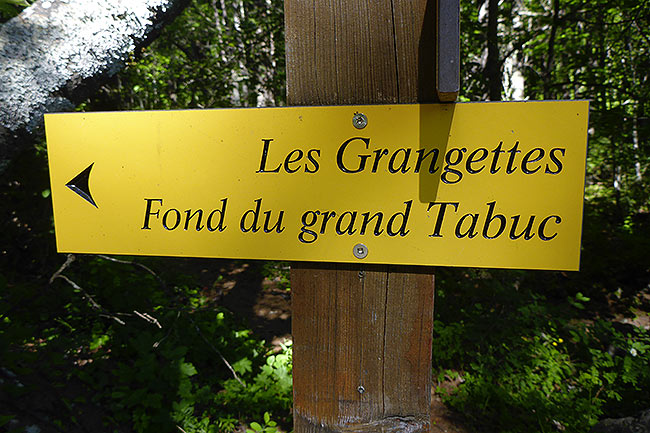 Les Grangettes
Fond du grand Tabuc